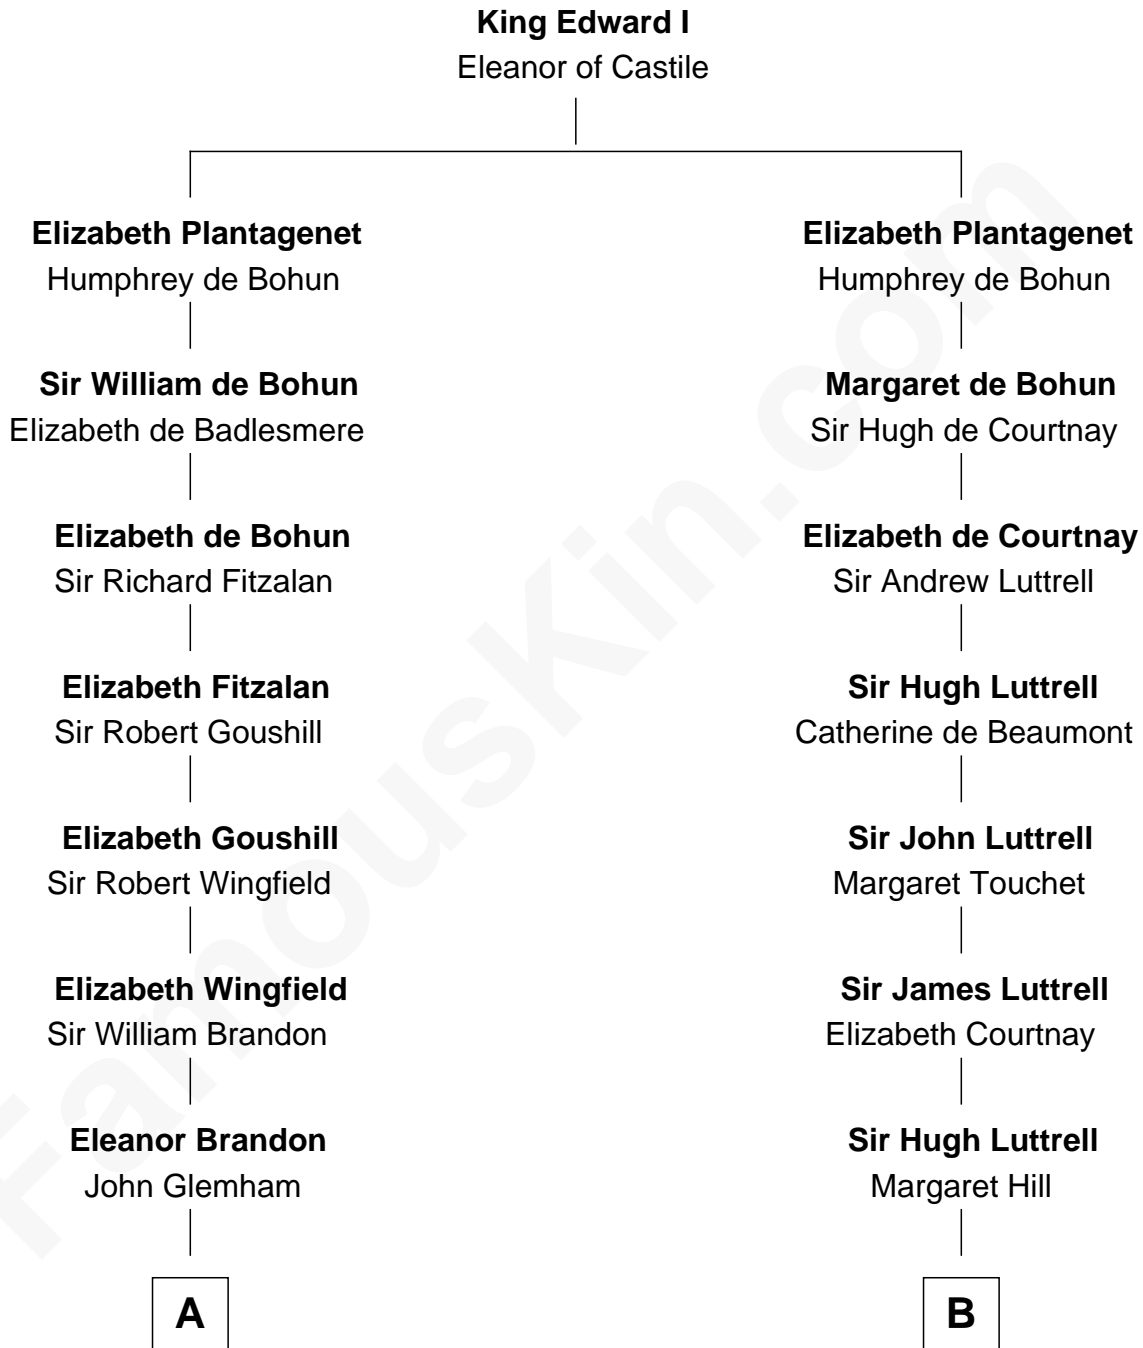 King Edward I
Eleanor of Castile
Elizabeth Plantagenet
Humphrey de Bohun
Elizabeth Plantagenet
Humphrey de Bohun
Sir William de Bohun
Elizabeth de Badlesmere
Margaret de Bohun
Sir Hugh de Courtnay
Elizabeth de Bohun
Sir Richard Fitzalan
Elizabeth de Courtnay
Sir Andrew Luttrell
Elizabeth Fitzalan
Sir Robert Goushill
Sir Hugh Luttrell
Catherine de Beaumont
Elizabeth Goushill
Sir Robert Wingfield
Sir John Luttrell
Margaret Touchet
Elizabeth Wingfield
Sir William Brandon
Sir James Luttrell
Elizabeth Courtnay
Eleanor Brandon
John Glemham
Sir Hugh Luttrell
Margaret Hill
A
B
FamousKin.com